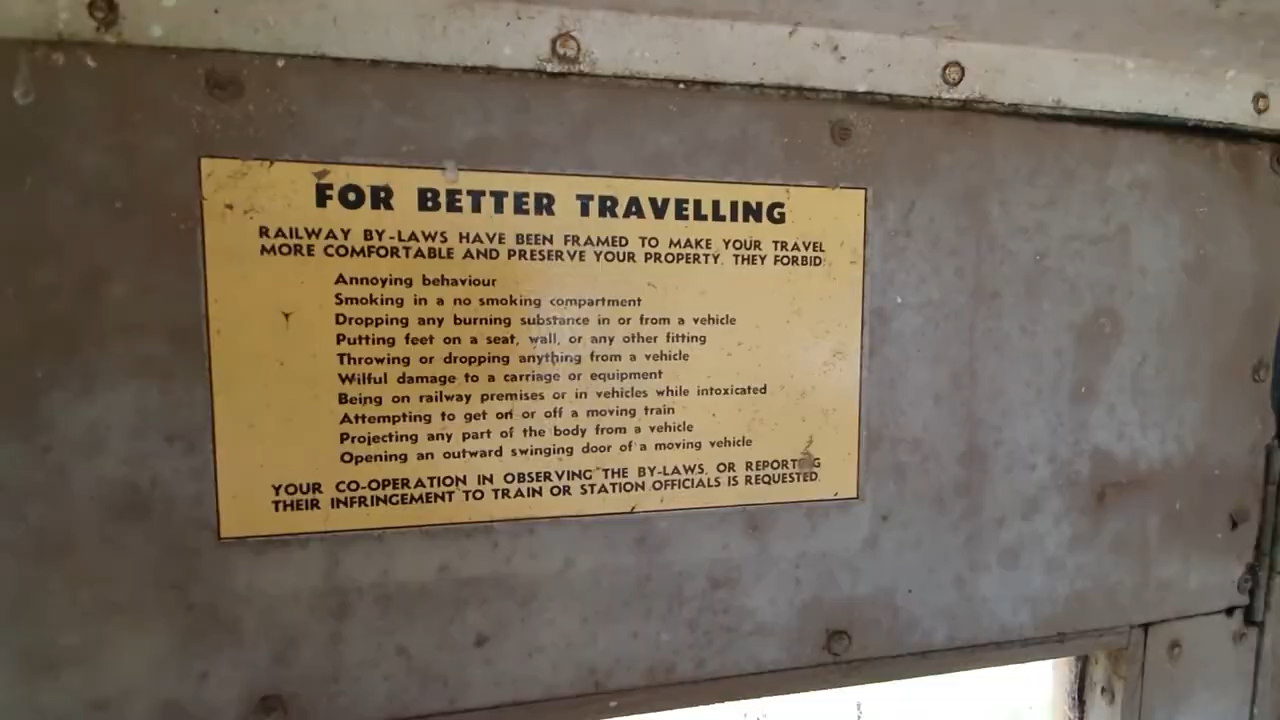 FOR BETTER TRAVELLING
RAILWAY BY-LAWS HAVE BEEN FRAMED TO MAKE YOUR TRAVEL
MORE COMFORTABLE AND PRESERVE YOUR PROPERTY. THEY FORBID:
Annoying behaviour
Smoking in a no smoking compartment
Dropping any burning substance in or from a vehicle
Putting feet on a seat, wall, or any other fitting
Throwing or dropping anything from a vehicle
Wilful damage to a carriage or equipment
Being on railway premises or in vehicles while intoxicated
Attempting to get on or off a moving train
Projecting any part of the body from a vehicle
Opening an outward swinging door of a moving vehicle
YOUR CO-OPERATION IN OBSERVING THE BY-LAWS, OR REPORTING
THEIR INFRINGEMENT TO TRAIN OR STATION OFFICIALS IS REQUESTED.